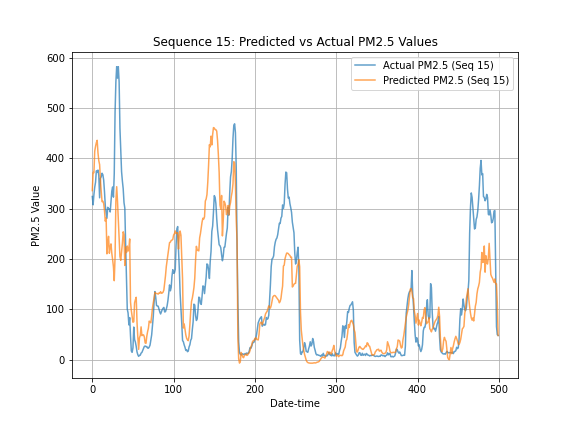 Sequence 15: Predicted vs Actual PM2.5 Values
Actual PM2.5 (Seq 15)
Predicted PM2.5 (Seq 15)
PM2.5 Value
600
500
400
300
200
100
0
0 100 200 300 400 500
Date-time